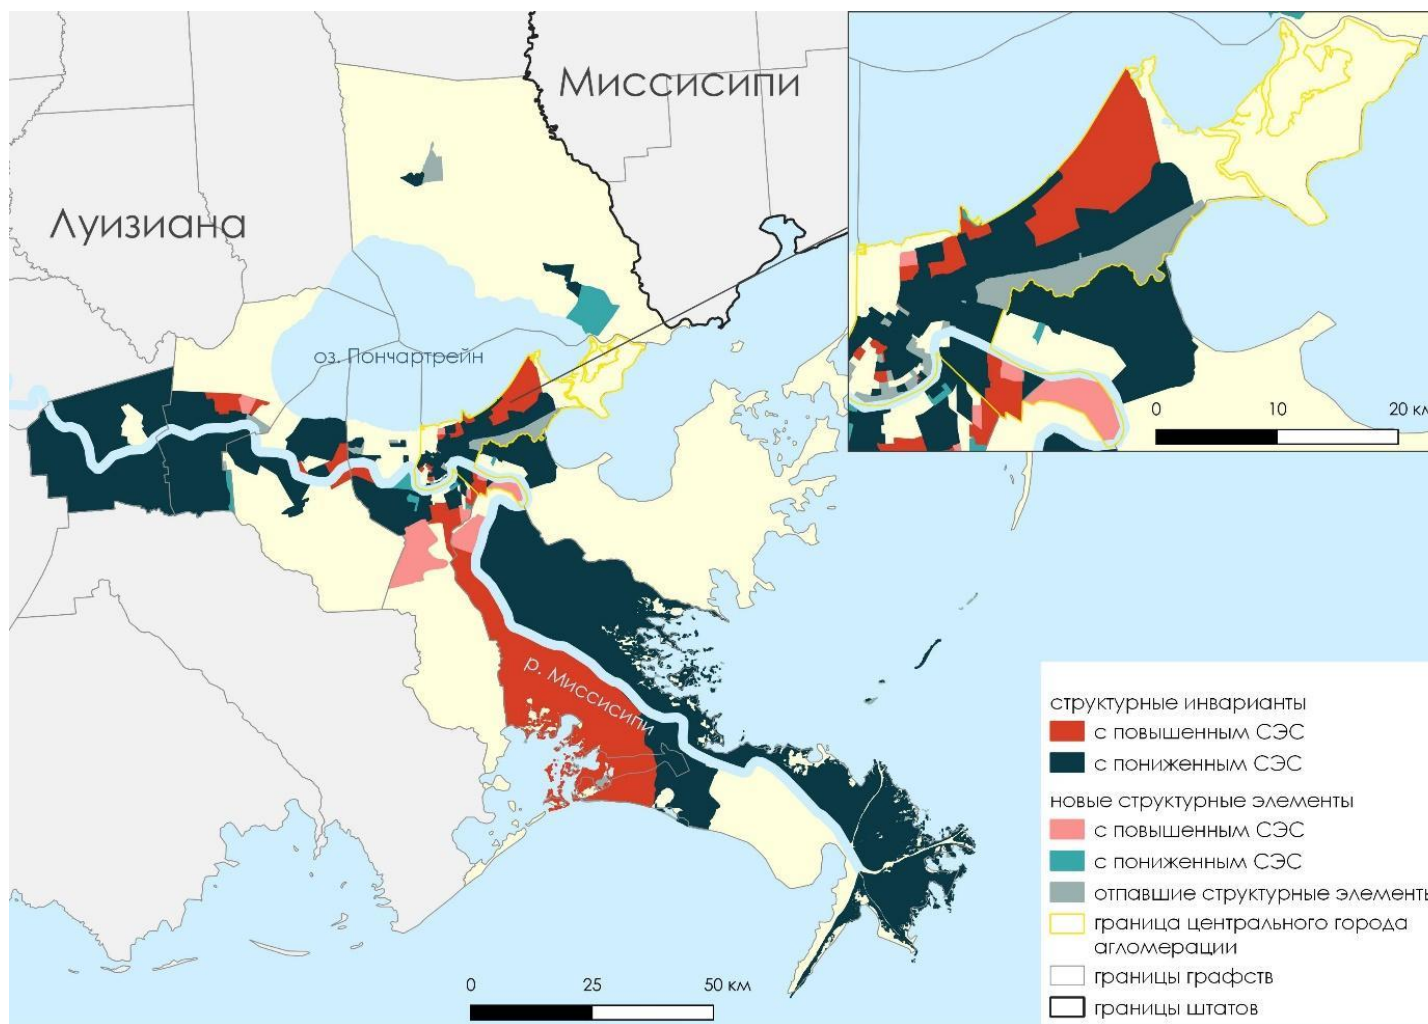 Миссисипи
Луизиана
оз. Пончартрейн
р. Миссисипи
0 10 20 км
0 25 50 км
структурные инварианты
с повышенным СЭС
с пониженным СЭС
новые структурные элементы
с повышенным СЭС
с пониженным СЭС
отпавшие структурные элементы
граница центрального города
агломерации
границы графств
границы штатов